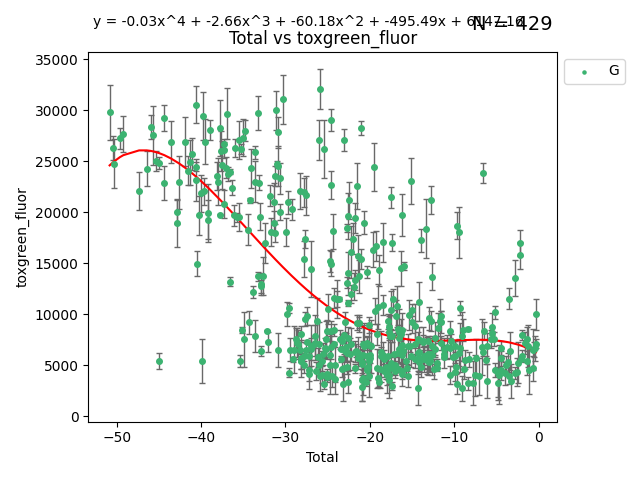 y = -0.03x^4 + -2.66x^3 + -60.18x^2 + -495.49x +
N = 429
Total vs toxgreen_fluor
G
35000
30000
25000
20000
15000
10000
5000
0
toxgreen_fluor
−50
−40
−30
−20
−10
0
Total